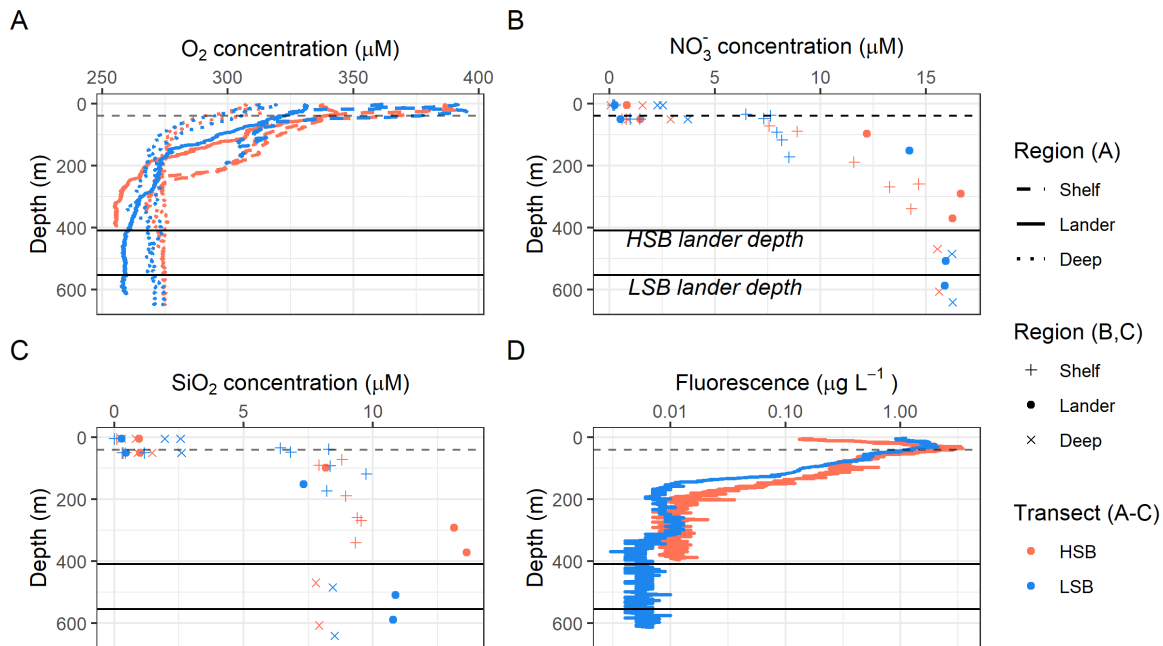 A
O₂ concentration (μM)
250 300 350 400
0
200
400
600
Depth (m)
B
NO₃⁻ concentration (μM)
0 5 10 15
0
200
400
600
Depth (m)
HSB lander depth
LSB lander depth
C
SiO₂ concentration (μM)
0 5 10
0
200
400
600
Depth (m)
D
Fluorescence (μg L⁻¹ )
0.01 0.10 1.00
0
200
400
600
Depth (m)
Region (A)
Shelf
Lander
Deep
Region (B,C)
Shelf
Lander
Deep
Transect (A-C)
HSB
LSB